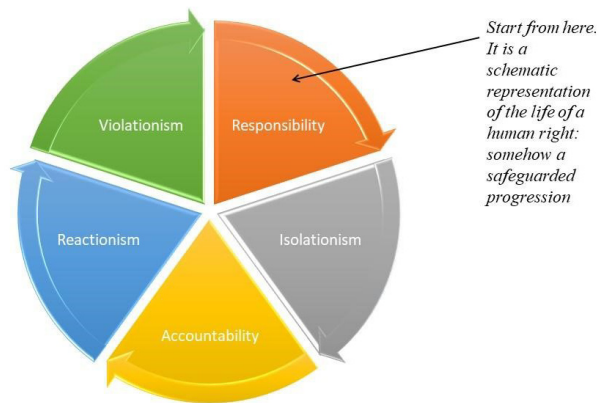 Start from here.
It is a
schematic
representation
of the life of a
human right:
somehow a
safeguarded
progression
Responsibility
Isolationism
Accountability
Reactionism
Violationism